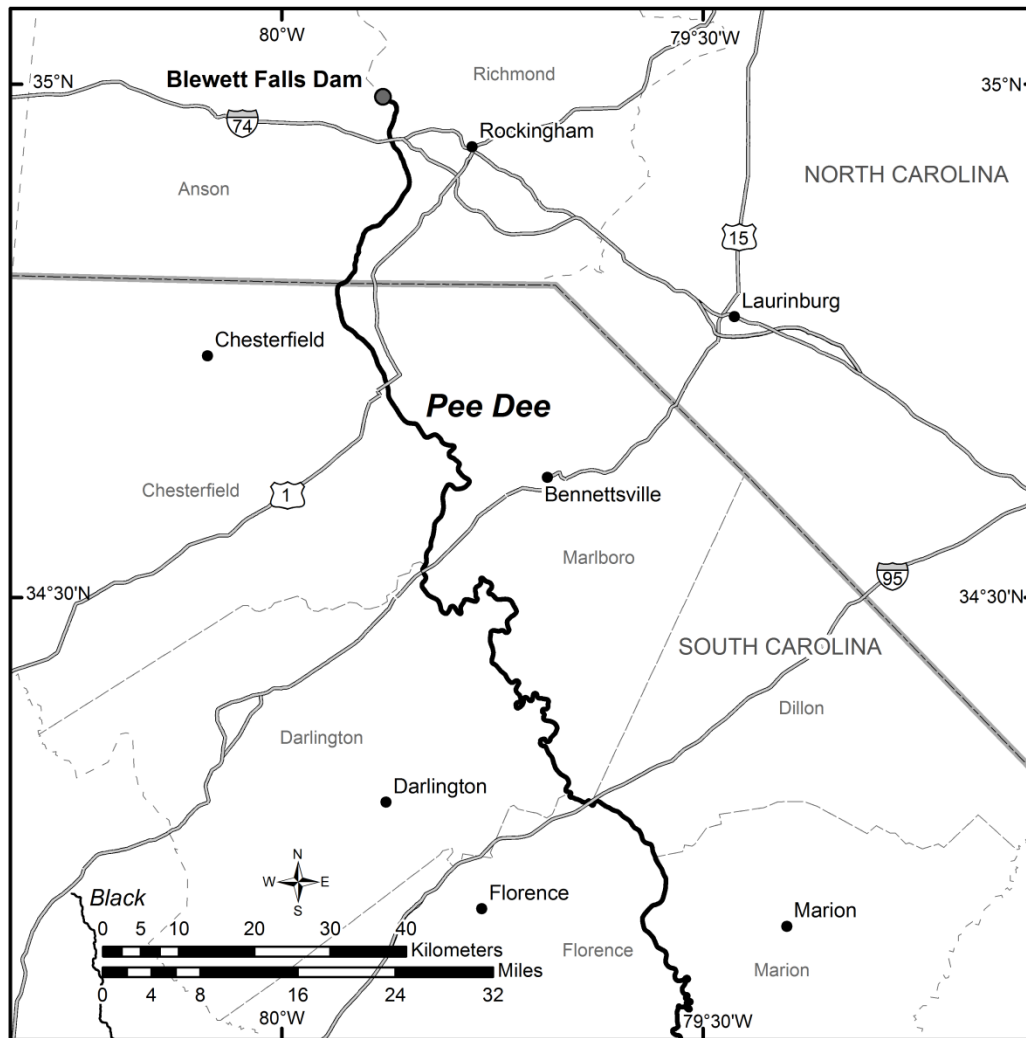 80°W
79°30'W
Richmond
Blewett Falls Dam
35°N
35°N
74
Rockingham
NORTH CAROLINA
Anson
15
Laurinburg
Chesterfield
Pee Dee
Chesterfield
1
Bennettsville
Marlboro
95
34°30'N
34°30'N
SOUTH CAROLINA
Dillon
Darlington
Darlington
N
W E
S
Black
Florence
Marion
0 5 10 20 30 40
Kilometers
Florence
Marion
Miles
0 4 8 16 24 32
80°W
79°30'W